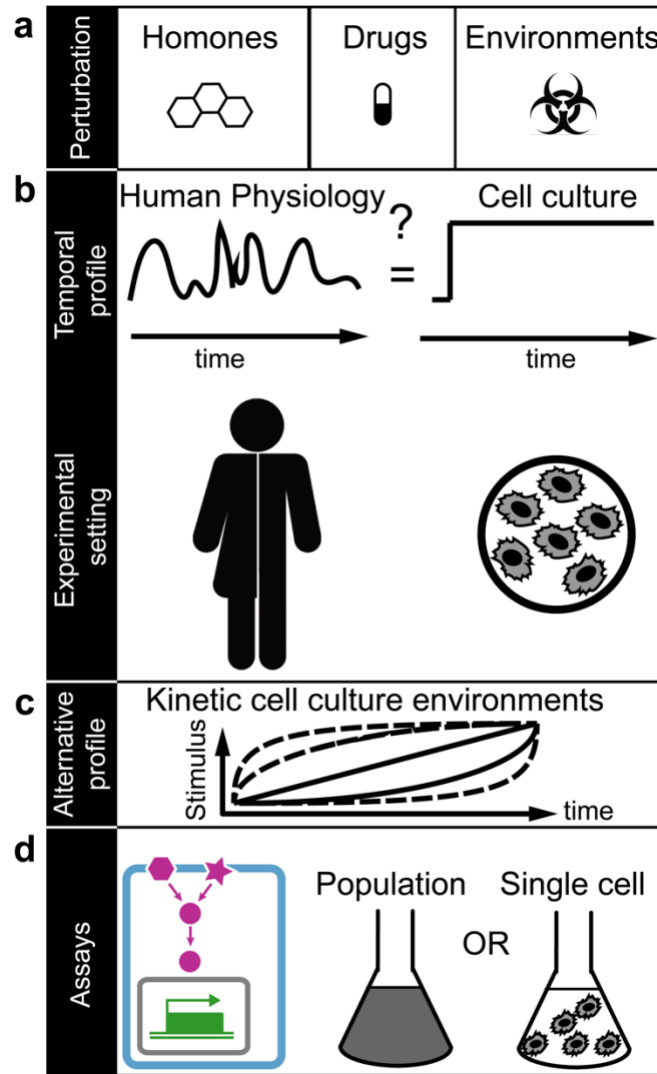 a
Perturbation
Homones
Drugs
Environments
b
Temporal
profile
Human Physiology
?
=
Cell culture
time
time
Experimental
setting
c
Alternative
profile
Kinetic cell culture environments
Stimulus
time
d
Assays
Population
OR
Single cell